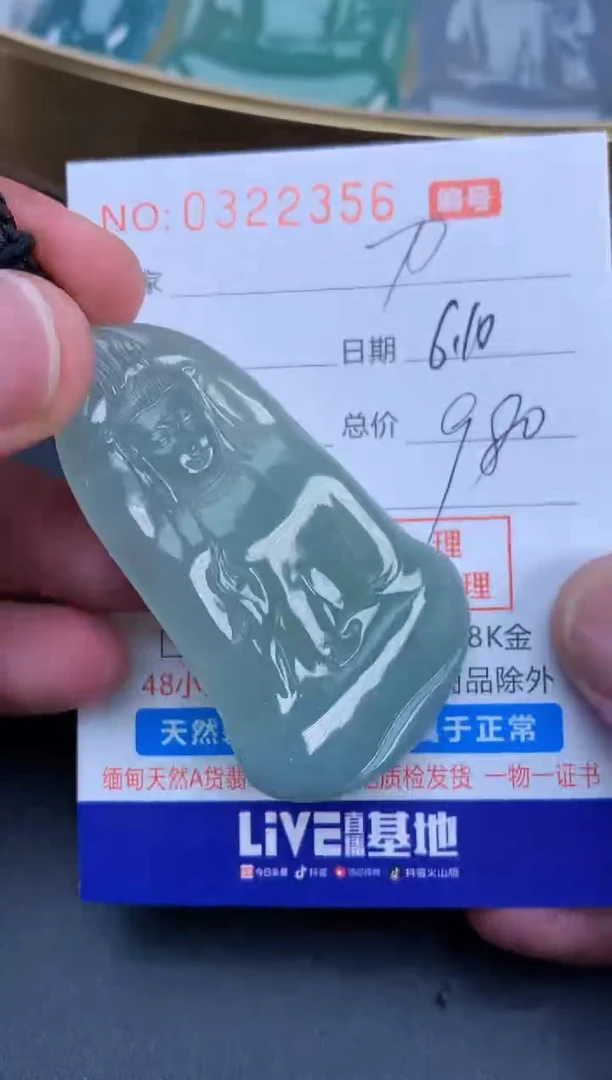 NO: 0322356 编号
家
日期 6.10
总价 980
理
理
8K金
48小 品除外
天然 于正常
缅甸天然A货翡 质检发货 一物一证书
LiVE直播基地
今日头条 抖音 抖音火山版